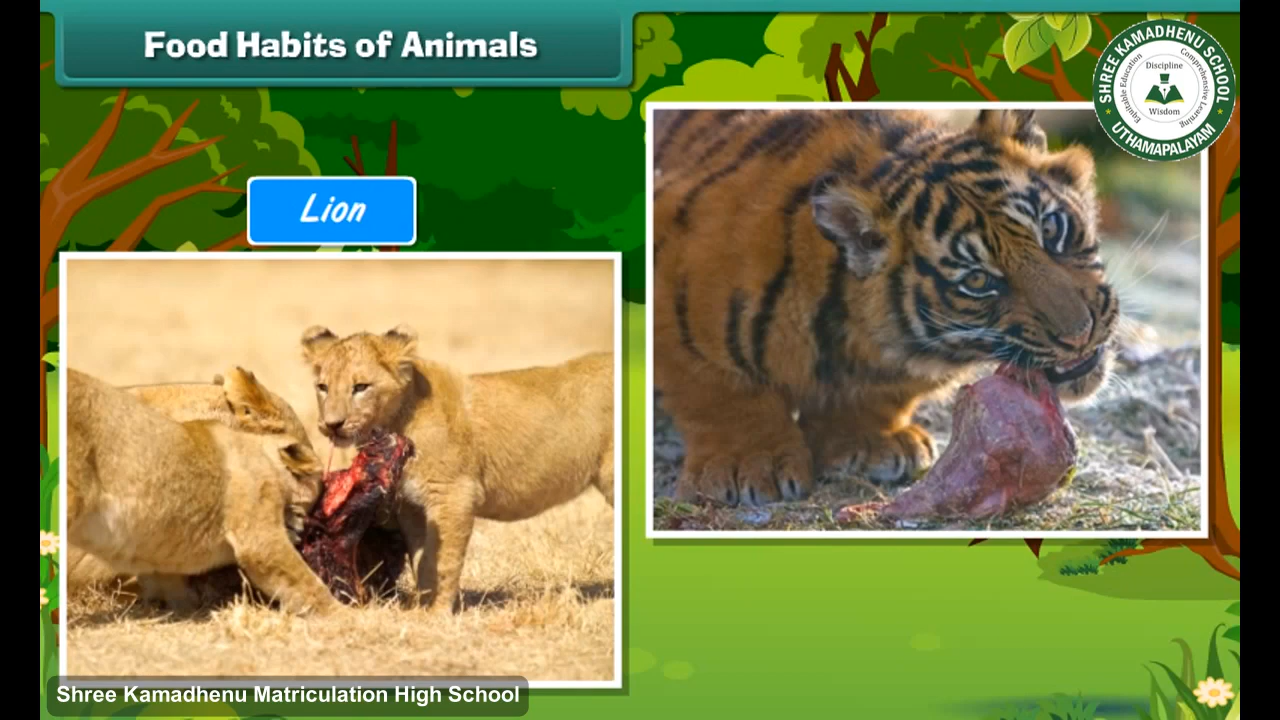 Food Habits of Animals
Lion
SHREE KAMADHENU SCHOOL
Discipline
Equitable Education
Comprehensive Learning
Wisdom
UTHAMAPALAYAM
Shree Kamadhenu Matriculation High School